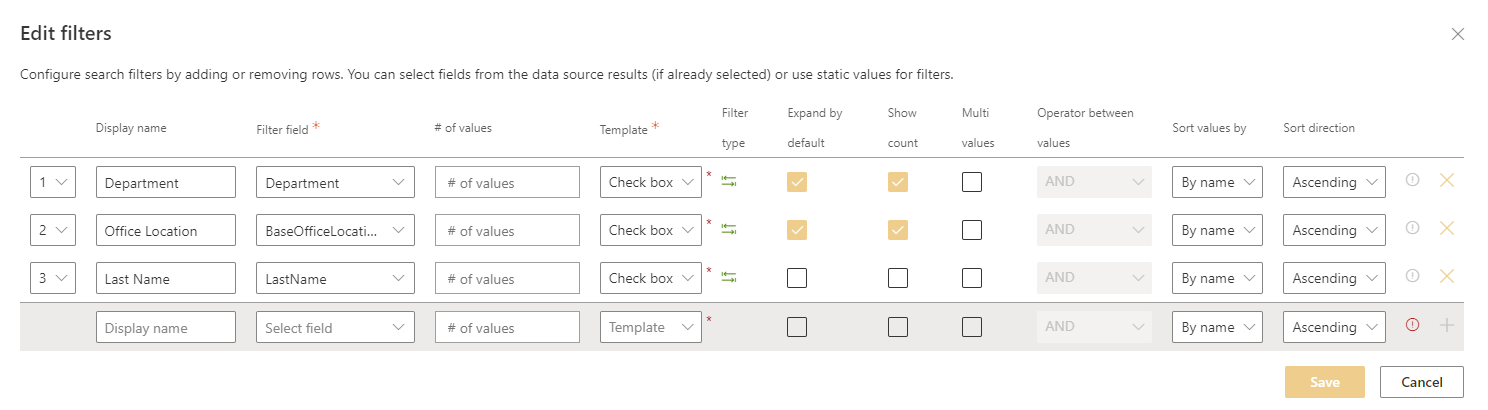 Edit filters
Configure search filters by adding or removing rows. You can select fields from the data source results (if already selected) or use static values for filters.
Display name Filter field * # of values Template * Filter type Expand by default Show count Multi values Operator between values Sort values by Sort direction
1 Department Department # of values Check box * AND By name Ascending
2 Office Location BaseOfficeLocati... # of values Check box * AND By name Ascending
3 Last Name LastName # of values Check box * AND By name Ascending
Display name Select field # of values Template * AND By name Ascending
Save Cancel